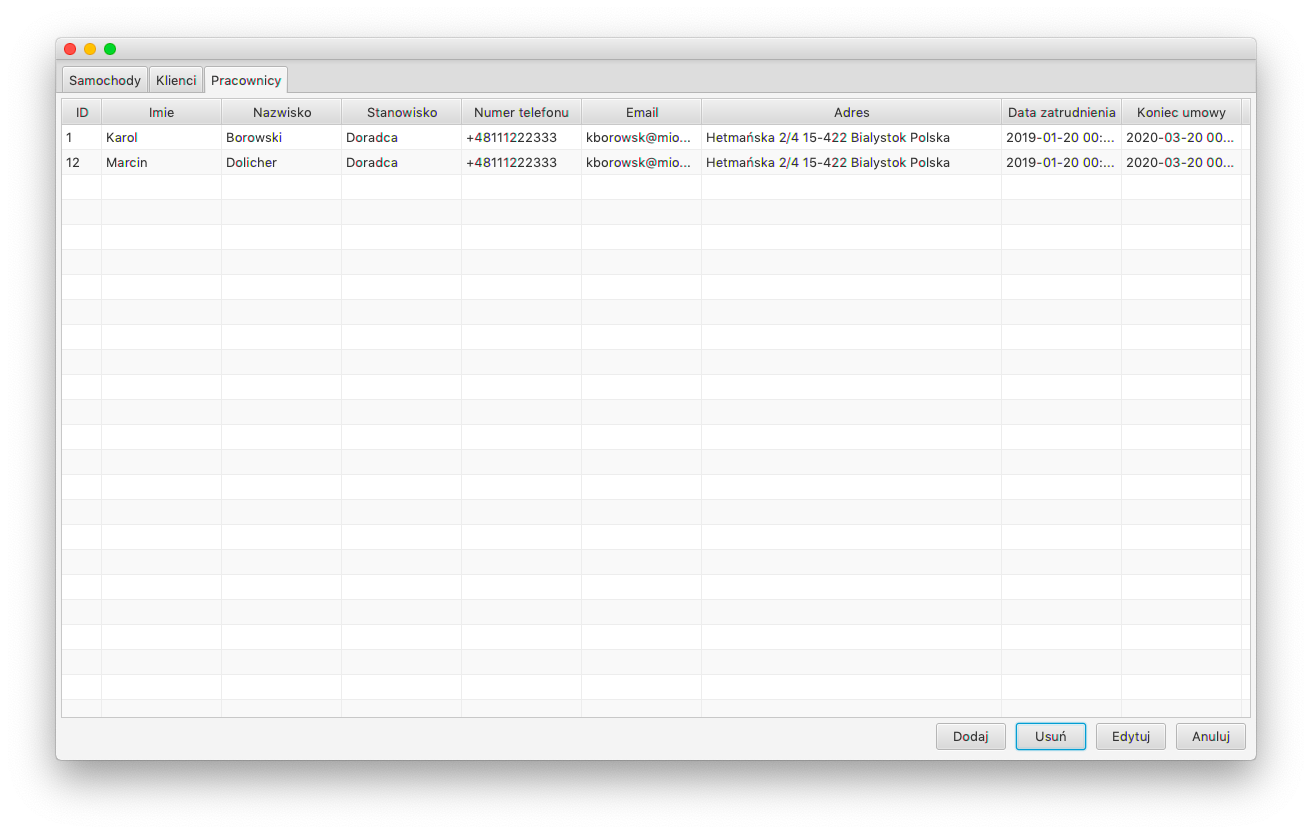 Samochody Klienci Pracownicy
ID Imie Nazwisko Stanowisko Numer telefonu Email Adres Data zatrudnienia Koniec umowy
1 Karol Borowski Doradca +48111222333 kborowsk@mio... Hetmańska 2/4 15-422 Bialystok Polska 2019-01-20 00:... 2020-03-20 00...
12 Marcin Dolicher Doradca +48111222333 kborowsk@mio... Hetmańska 2/4 15-422 Bialystok Polska 2019-01-20 00:... 2020-03-20 00...
Dodaj Usuń Edytuj Anuluj